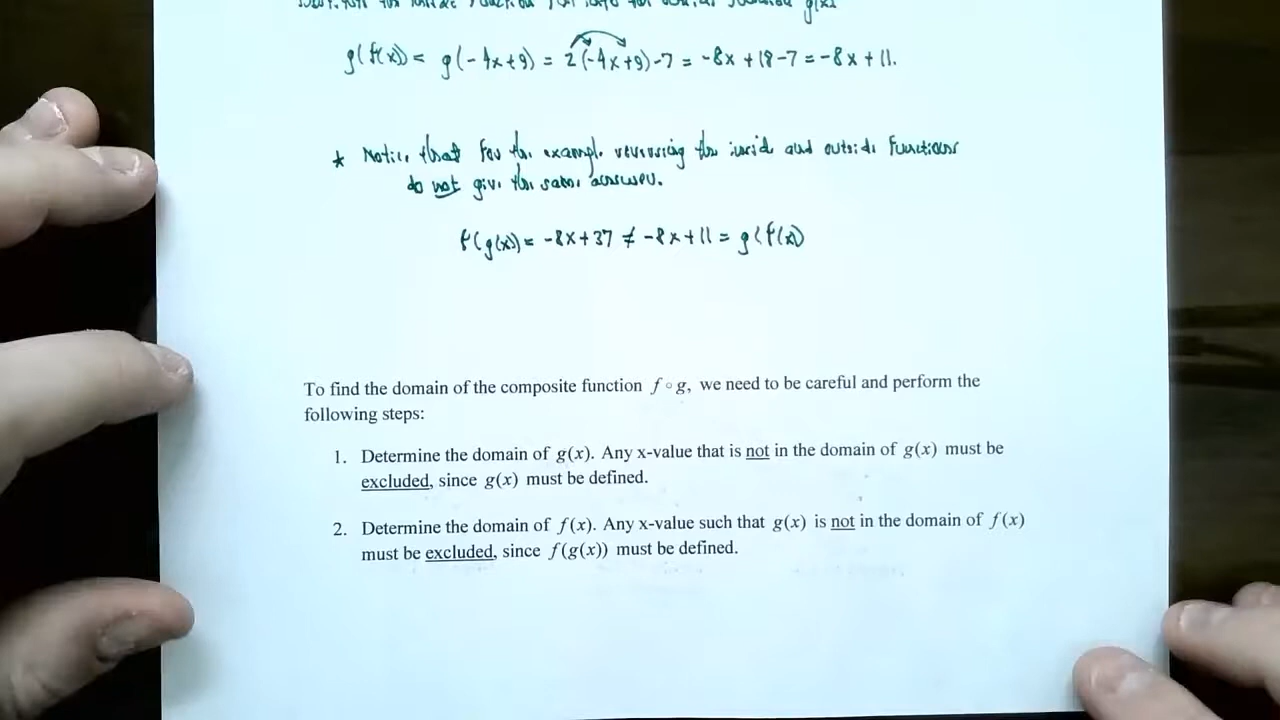 g(f(x)) = g(-4x+9) = 2(-4x+9)-7 = -8x+18-7 = -8x+11.
* Notice that for the example reversing the inside and outside functions
do not give the same answer.
f(g(x)) = -8x+37 ≠ -8x+11 = g(f(x))
To find the domain of the composite function f∘g, we need to be careful and perform the
following steps:
1. Determine the domain of g(x). Any x-value that is not in the domain of g(x) must be
excluded, since g(x) must be defined.
2. Determine the domain of f(x). Any x-value such that g(x) is not in the domain of f(x)
must be excluded, since f(g(x)) must be defined.